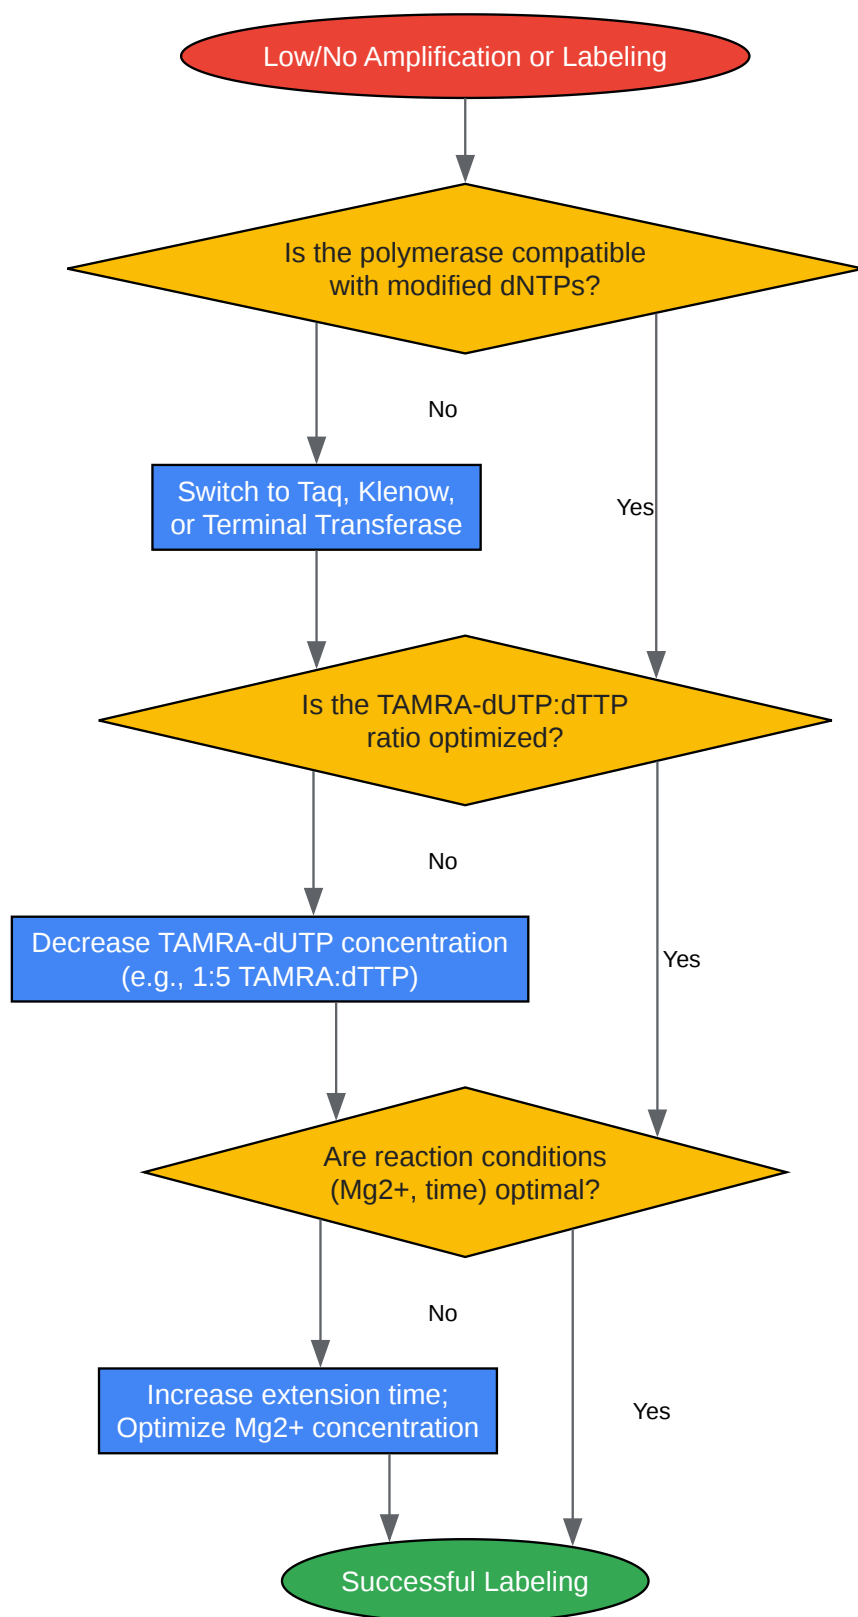 Low/No Amplification or Labeling
Is the polymerase compatible
with modified dNTPs?
No
Switch to Taq, Klenow,
or Terminal Transferase
Yes
Is the TAMRA-dUTP:dTTP
ratio optimized?
No
Decrease TAMRA-dUTP concentration
(e.g., 1:5 TAMRA:dTTP)
Yes
Are reaction conditions
(Mg2+, time) optimal?
No
Increase extension time;
Optimize Mg2+ concentration
Yes
Successful Labeling